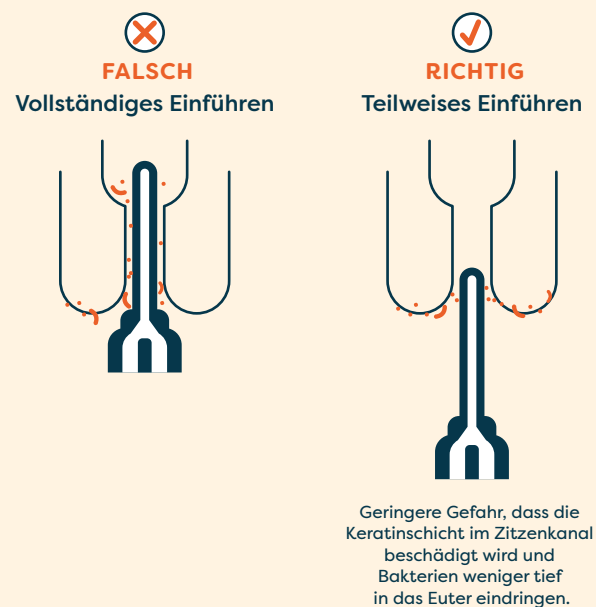 FALSCH
Vollständiges Einführen
RICHTIG
Teilweises Einführen
Geringere Gefahr, dass die
Keratinschicht im Zitzenkanal
beschädigt wird und
Bakterien weniger tief
in das Euter eindringen.